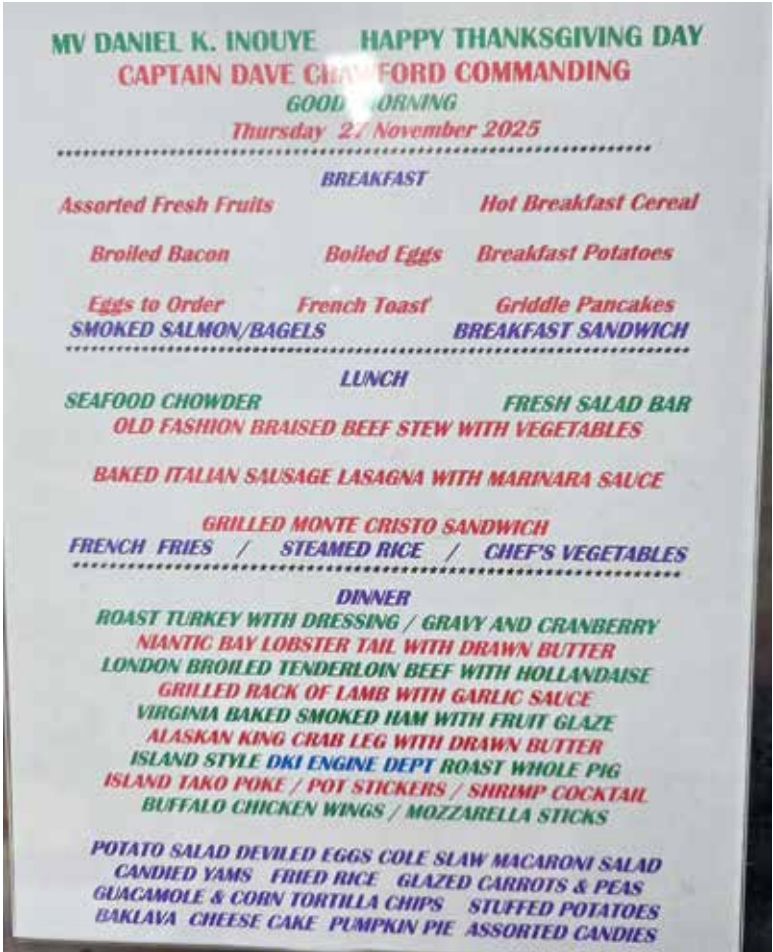 MV DANIEL K. INOUYE HAPPY THANKSGIVING DAY
CAPTAIN DAVE CRAWFORD COMMANDING
GOOD MORNING
Thursday 27 November 2025
BREAKFAST
Assorted Fresh Fruits Hot Breakfast Cereal
Broiled Bacon Boiled Eggs Breakfast Potatoes
Eggs to Order French Toast Griddle Pancakes
SMOKED SALMON/BAGELS BREAKFAST SANDWICH
LUNCH
SEAFOOD CHOWDER FRESH SALAD BAR
OLD FASHION BRAISED BEEF STEW WITH VEGETABLES
BAKED ITALIAN SAUSAGE LASAGNA WITH MARINARA SAUCE
GRILLED MONTE CRISTO SANDWICH
FRENCH FRIES / STEAMED RICE / CHEF'S VEGETABLES
DINNER
ROAST TURKEY WITH DRESSING / GRAVY AND CRANBERRY
NIANTIC BAY LOBSTER TAIL WITH DRAWN BUTTER
LONDON BROILED TENDERLOIN BEEF WITH HOLLANDAISE
GRILLED RACK OF LAMB WITH GARLIC SAUCE
VIRGINIA BAKED SMOKED HAM WITH FRUIT GLAZE
ALASKAN KING CRAB LEG WITH DRAWN BUTTER
ISLAND STYLE DKI ENGINE DEPT ROAST WHOLE PIG
ISLAND TAKO POKE / POT STICKERS / SHRIMP COCKTAIL
BUFFALO CHICKEN WINGS / MOZZARELLA STICKS
POTATO SALAD DEVILED EGGS COLE SLAW MACARONI SALAD
CANDIED YAMS FRIED RICE GLAZED CARROTS & PEAS
GUACAMOLE & CORN TORTILLA CHIPS STUFFED POTATOES
BAKLAVA CHEESE CAKE PUMPKIN PIE ASSORTED CANDIES